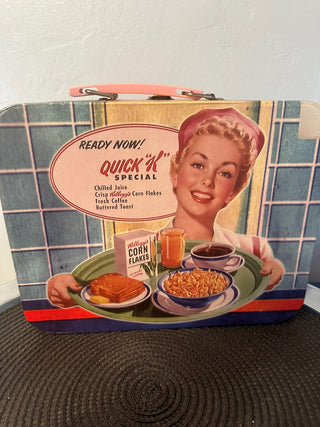 READY NOW!
QUICK "K"
SPECIAL
Chilled Juice
Crisp Kellogg's Corn Flakes
Fresh Coffee
Buttered Toast
Kellogg's
CORN
FLAKES